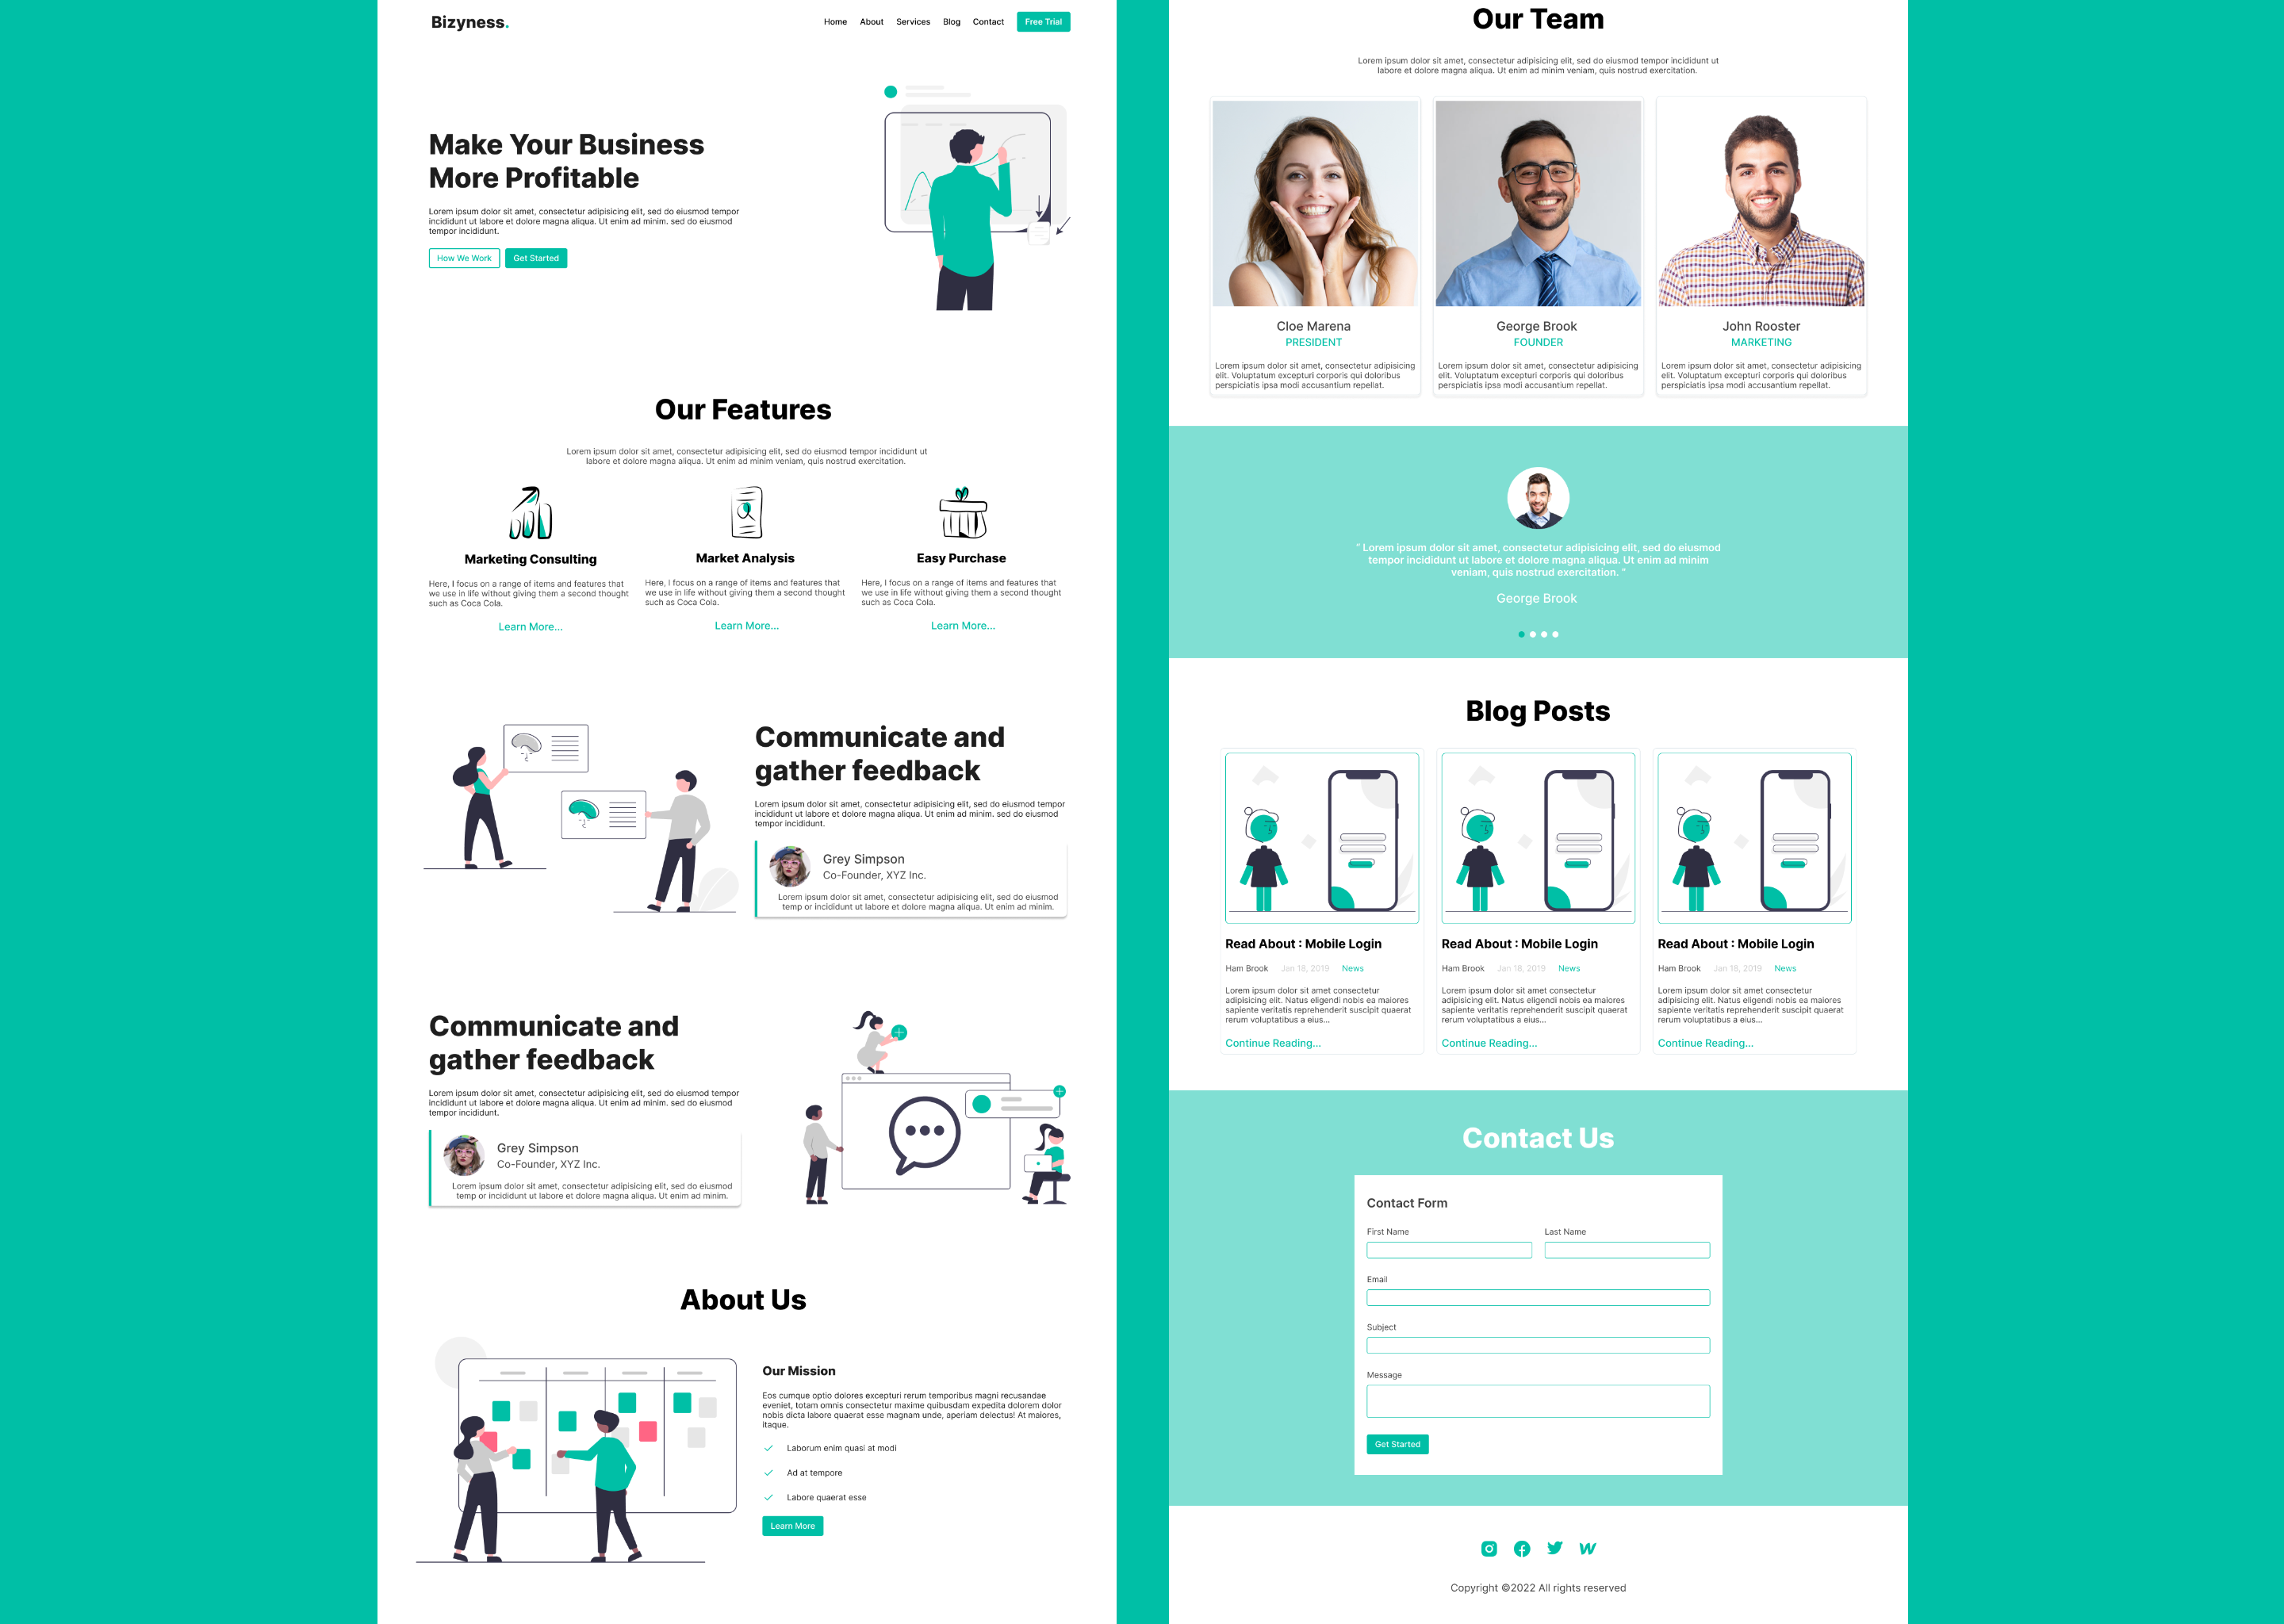 Bizyness.
Home About Services Blog Contact Free Trial
Make Your Business
More Profitable
Lorem ipsum dolor sit amet, consectetur adipisicing elit, sed do eiusmod tempor
incididunt ut labore et dolore magna aliqua. Ut enim ad minim. sed do eiusmod
tempor incididunt.
How We Work Get Started
Our Features
Lorem ipsum dolor sit amet, consectetur adipisicing elit, sed do eiusmod tempor incididunt ut
labore et dolore magna aliqua. Ut enim ad minim veniam, quis nostrud exercitation.
Marketing Consulting
Here, I focus on a range of items and features that
we use in life without giving them a second thought
such as Coca Cola.
Learn More...
Market Analysis
Here, I focus on a range of items and features that
we use in life without giving them a second thought
such as Coca Cola.
Learn More...
Easy Purchase
Here, I focus on a range of items and features that
we use in life without giving them a second thought
such as Coca Cola.
Learn More...
Communicate and
gather feedback
Lorem ipsum dolor sit amet, consectetur adipisicing elit, sed do eiusmod tempor
incididunt ut labore et dolore magna aliqua. Ut enim ad minim. sed do eiusmod
tempor incididunt.
Grey Simpson
Co-Founder, XYZ Inc.
Lorem ipsum dolor sit amet, consectetur adipisicing elit, sed do eiusmod
temp or incididunt ut labore et dolore magna aliqua. Ut enim ad minim.
Communicate and
gather feedback
Lorem ipsum dolor sit amet, consectetur adipisicing elit, sed do eiusmod tempor
incididunt ut labore et dolore magna aliqua. Ut enim ad minim. sed do eiusmod
tempor incididunt.
Grey Simpson
Co-Founder, XYZ Inc.
Lorem ipsum dolor sit amet, consectetur adipisicing elit, sed do eiusmod
temp or incididunt ut labore et dolore magna aliqua. Ut enim ad minim.
About Us
Our Mission
Eos cumque optio dolores excepturi rerum temporibus magni recusandae
eveniet, totam omnis consectetur maxime quibusdam expedita dolorem dolor
nobis dicta labore quaerat esse magnam unde, aperiam delectus! At maiores,
itaque.
Laborum enim quasi at modi
Ad at tempore
Labore quaerat esse
Learn More
Our Team
Lorem ipsum dolor sit amet, consectetur adipisicing elit, sed do eiusmod tempor incididunt ut
labore et dolore magna aliqua. Ut enim ad minim veniam, quis nostrud exercitation.
Cloe Marena
PRESIDENT
Lorem ipsum dolor sit amet, consectetur adipisicing
elit. Voluptatum excepturi corporis qui doloribus
perspiciatis ipsa modi accusantium repellat.
George Brook
FOUNDER
Lorem ipsum dolor sit amet, consectetur adipisicing
elit. Voluptatum excepturi corporis qui doloribus
perspiciatis ipsa modi accusantium repellat.
John Rooster
MARKETING
Lorem ipsum dolor sit amet, consectetur adipisicing
elit. Voluptatum excepturi corporis qui doloribus
perspiciatis ipsa modi accusantium repellat.
“ Lorem ipsum dolor sit amet, consectetur adipisicing elit, sed do eiusmod
tempor incididunt ut labore et dolore magna aliqua. Ut enim ad minim
veniam, quis nostrud exercitation. “
George Brook
Blog Posts
Read About : Mobile Login
Ham Brook Jan 18, 2019 News
Lorem ipsum dolor sit amet consectetur
adipisicing elit. Natus eligendi nobis ea maiores
sapiente veritatis reprehenderit suscipit quaerat
rerum voluptatibus a eius...
Continue Reading...
Read About : Mobile Login
Ham Brook Jan 18, 2019 News
Lorem ipsum dolor sit amet consectetur
adipisicing elit. Natus eligendi nobis ea maiores
sapiente veritatis reprehenderit suscipit quaerat
rerum voluptatibus a eius...
Continue Reading...
Read About : Mobile Login
Ham Brook Jan 18, 2019 News
Lorem ipsum dolor sit amet consectetur
adipisicing elit. Natus eligendi nobis ea maiores
sapiente veritatis reprehenderit suscipit quaerat
rerum voluptatibus a eius...
Continue Reading...
Contact Us
Contact Form
First Name Last Name
Email
Subject
Message
Get Started
Copyright ©2022 All rights reserved